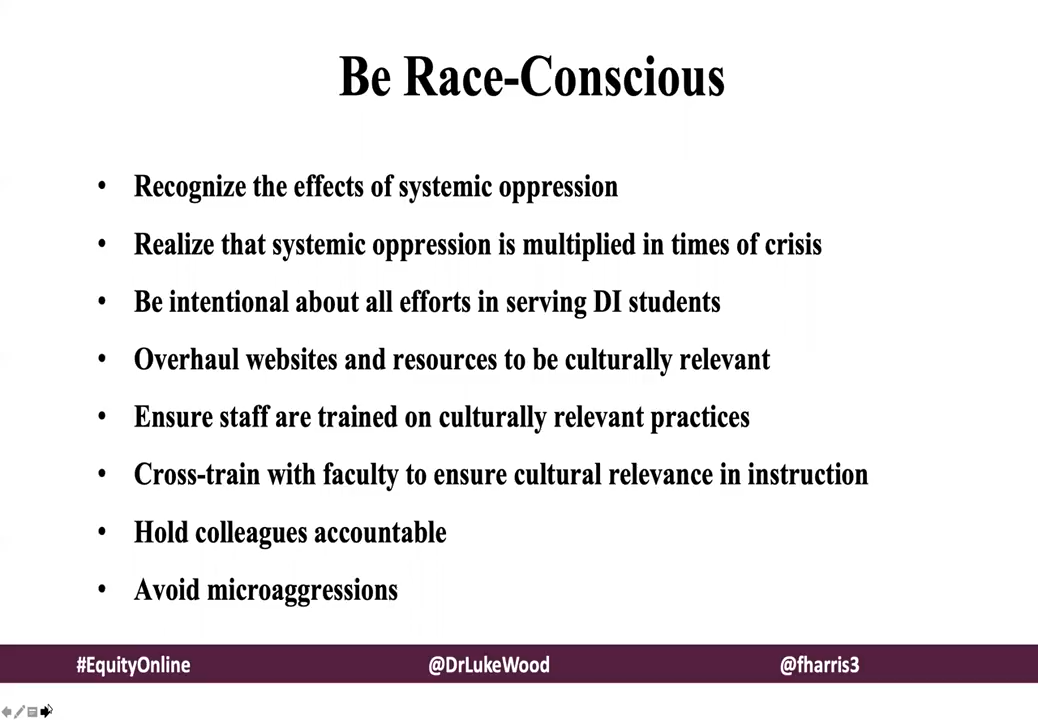 Be Race-Conscious
• Recognize the effects of systemic oppression
• Realize that systemic oppression is multiplied in times of crisis
• Be intentional about all efforts in serving DI students
• Overhaul websites and resources to be culturally relevant
• Ensure staff are trained on culturally relevant practices
• Cross-train with faculty to ensure cultural relevance in instruction
• Hold colleagues accountable
• Avoid microaggressions
#EquityOnline @DrLukeWood @fharris3